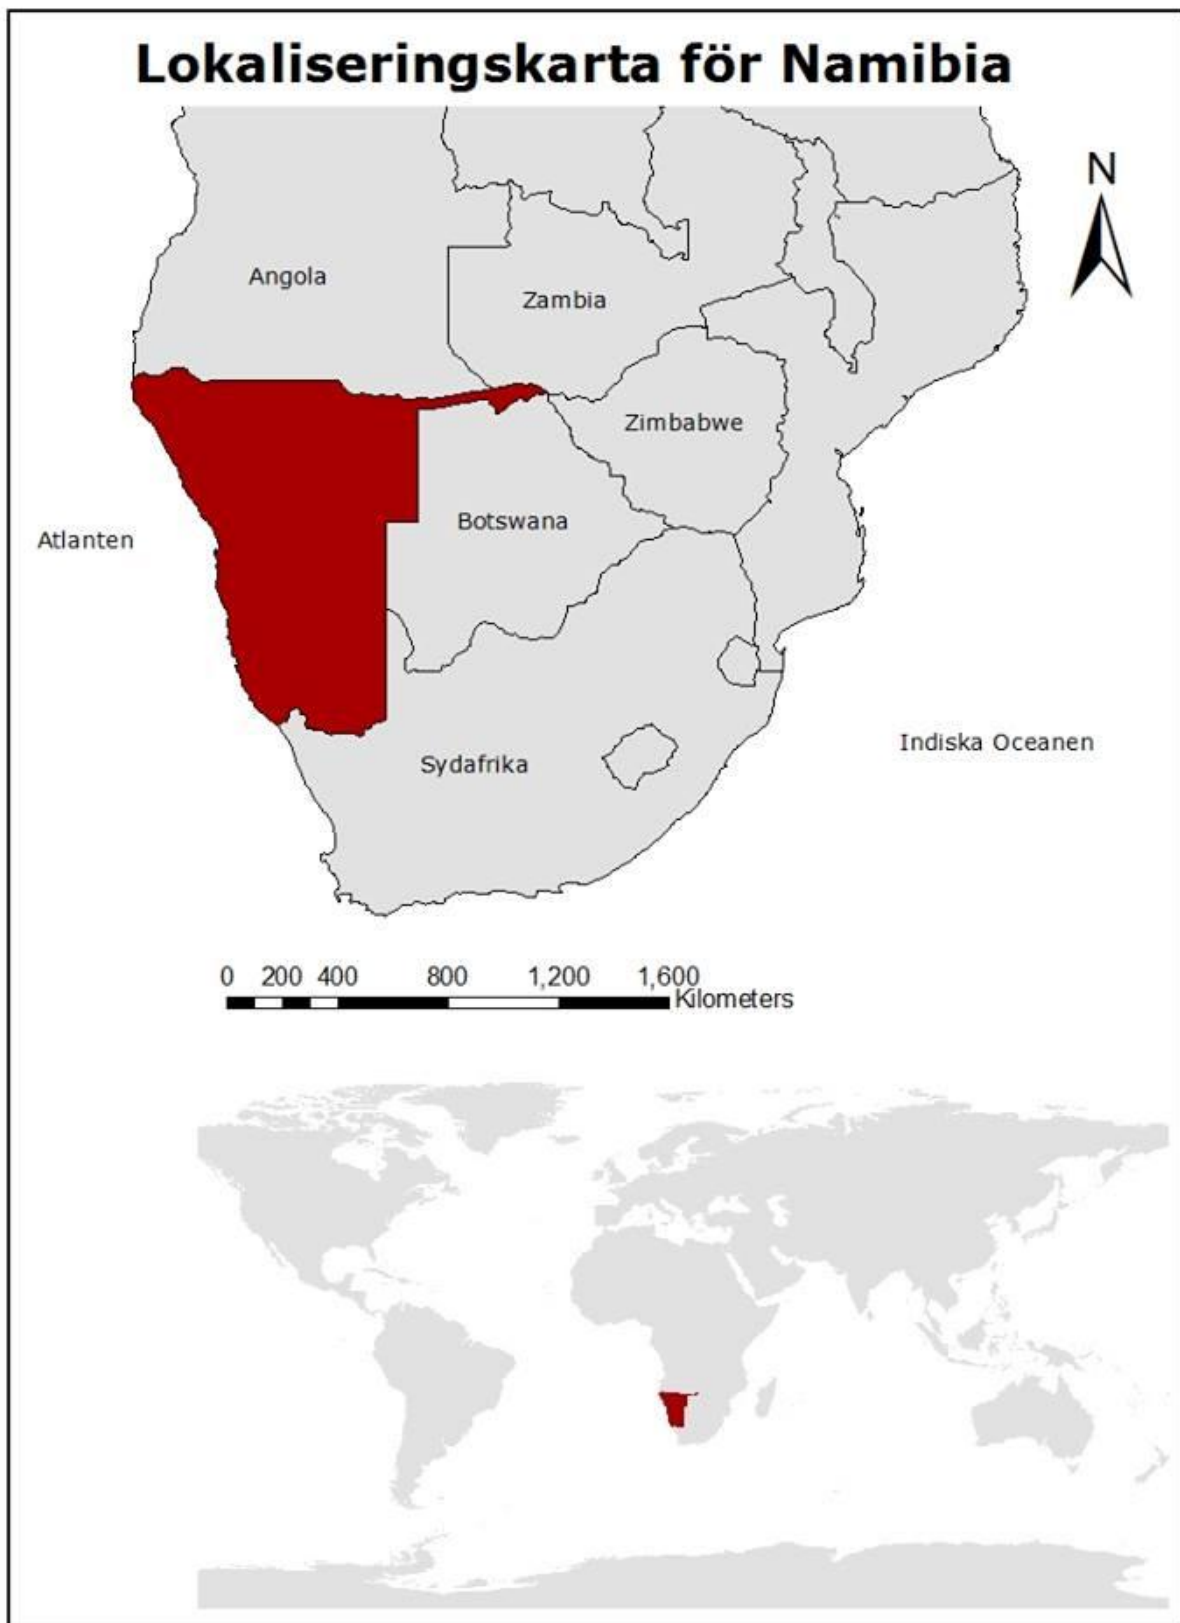 Lokaliseringskarta för Namibia
N
Angola
Zambia
Zimbabwe
Botswana
Atlanten
Indiska Oceanen
Sydafrika
0 200 400 800 1,200 1,600
Kilometers